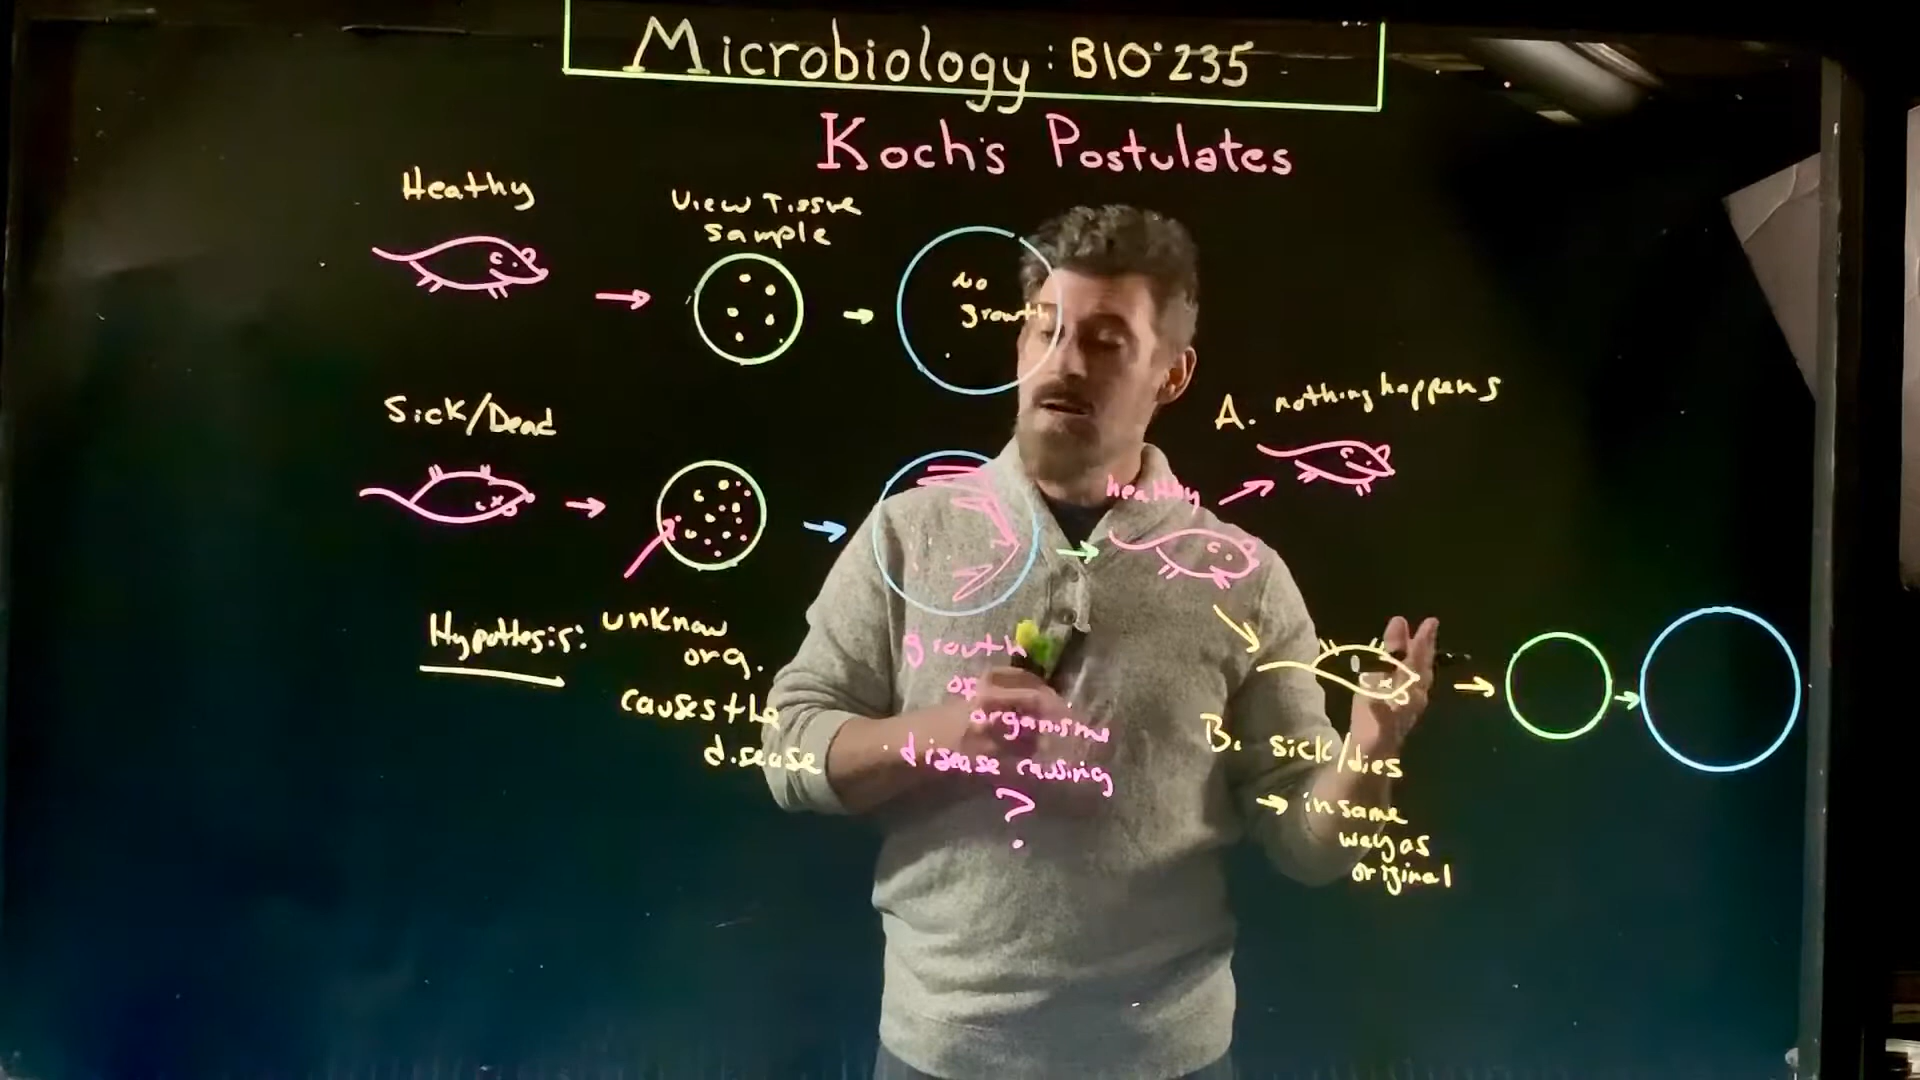 Microbiology: BIO·235
Koch's Postulates
Heathy
View Tissue
sample
No
growth
Sick/Dead
A. nothing happens
healthy
Hypothesis:
unknow
org.
causes the
disease
growth
of
organism
disease causing
?
B. sick/dies
→ in same
way as
original